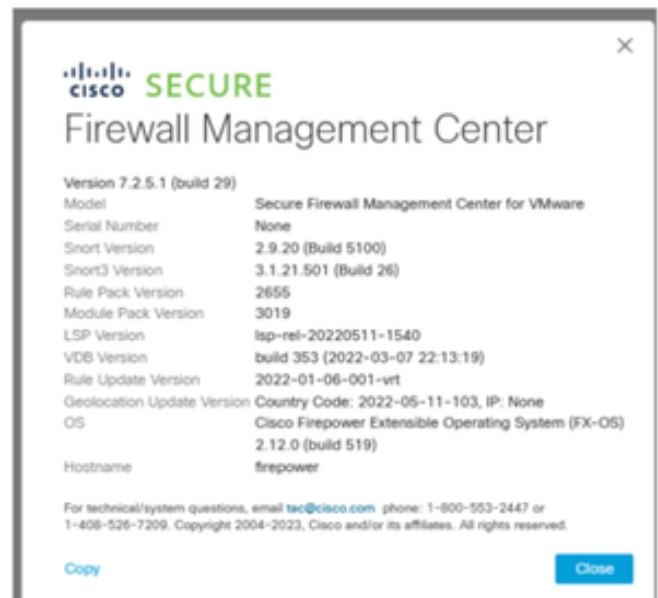 CISCO SECURE
Firewall Management Center
Version 7.2.5.1 (build 29)
Model Secure Firewall Management Center for VMware
Serial Number None
Snort Version 2.9.20 (Build 5100)
Snort3 Version 3.1.21.501 (Build 26)
Rule Pack Version 2655
Module Pack Version 3019
LSP Version lsp-rel-20220511-1540
VDB Version build 353 (2022-03-07 22:13:19)
Rule Update Version 2022-01-06-001-vrt
Geolocation Update Version Country Code: 2022-05-11-103, IP: None
OS Cisco Firepower Extensible Operating System (FX-OS)
2.12.0 (build 519)
Hostname firepower
For technical/system questions, email tac@cisco.com phone: 1-800-553-2447 or
1-408-526-7209. Copyright 2004-2023, Cisco and/or its affiliates. All rights reserved.
Copy Close